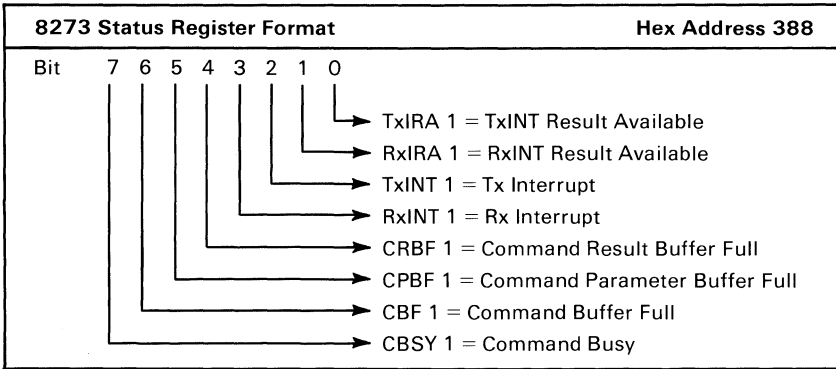 8273 Status Register Format Hex Address 388
Bit 7 6 5 4 3 2 1 0
TxIRA 1 = TxINT Result Available
RxIRA 1 = RxINT Result Available
TxINT 1 = Tx Interrupt
RxINT 1 = Rx Interrupt
CRBF 1 = Command Result Buffer Full
CPBF 1 = Command Parameter Buffer Full
CBF 1 = Command Buffer Full
CBSY 1 = Command Busy